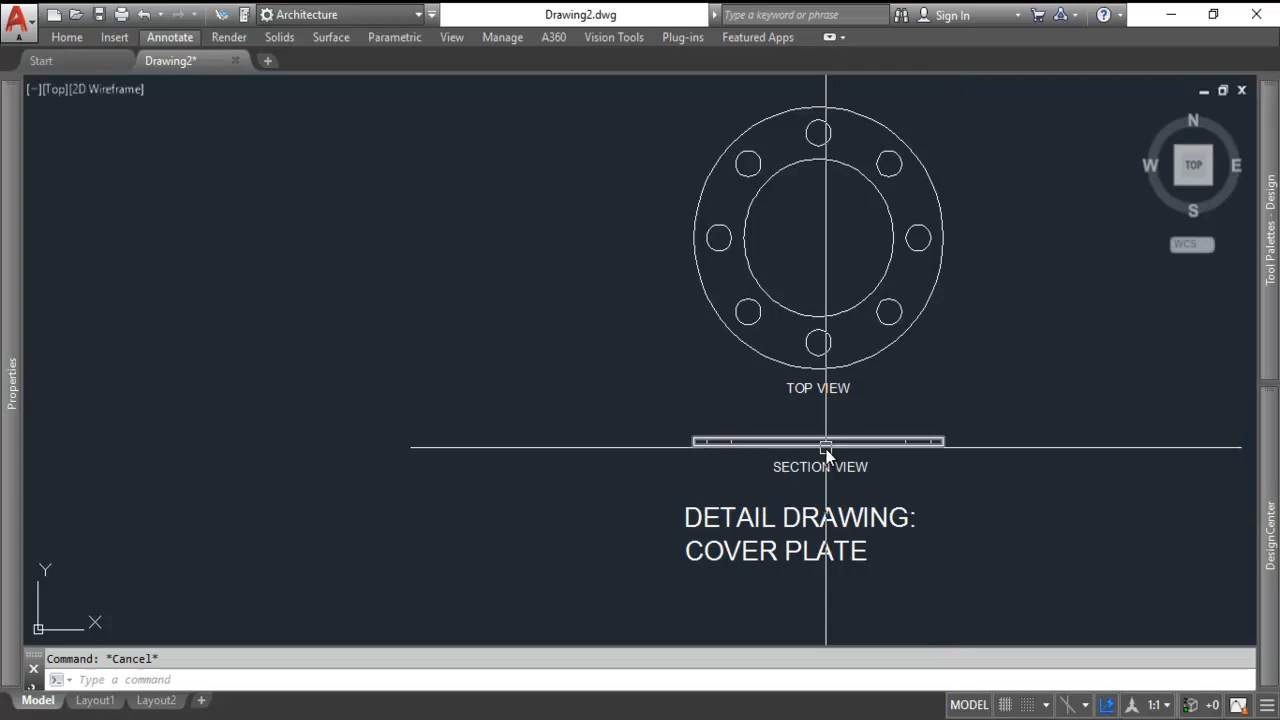 A
Architecture
Drawing2.dwg
Type a keyword or phrase
Sign In
?
Home Insert Annotate Render Solids Surface Parametric View Manage A360 Vision Tools Plug-ins Featured Apps
Start Drawing2*
[−][Top][2D Wireframe]
N
W TOP E
S
WCS
Tool Palettes - Design
Properties
DesignCenter
TOP VIEW
SECTION VIEW
DETAIL DRAWING:
COVER PLATE
Y
X
Command: *Cancel*
Type a command
Model Layout1 Layout2 +
MODEL 1:1 +0